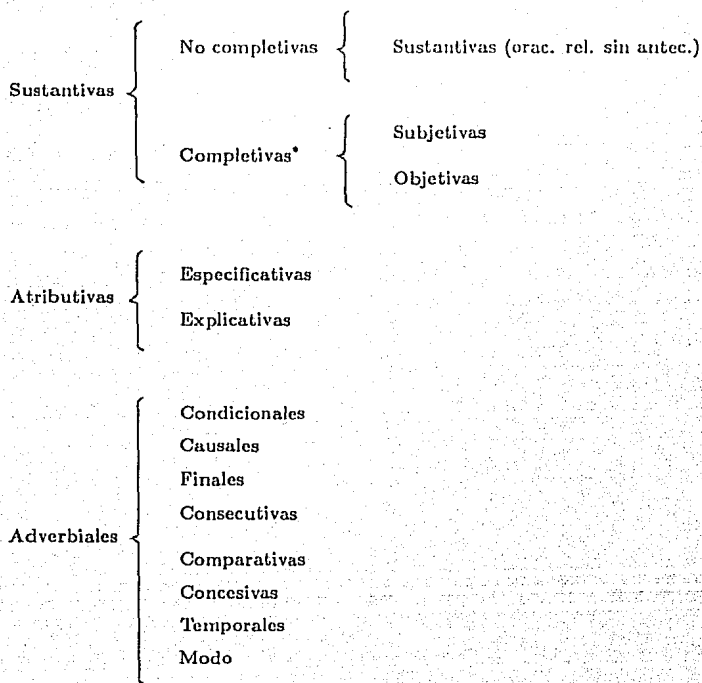 No completivas Sustantivas (orac. rel. sin antec.)
Sustantivas
Subjetivas
Completivas*
Objetivas
Especificativas
Atributivas
Explicativas
Condicionales
Causales
Finales
Consecutivas
Adverbiales
Comparativas
Concesivas
Temporales
Modo